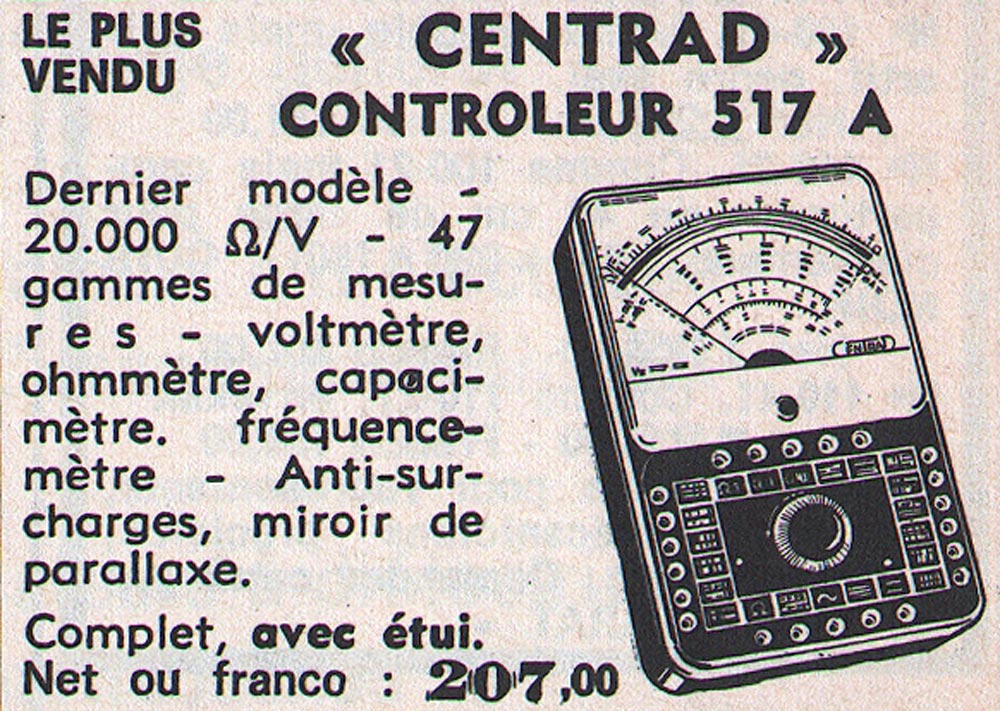 LE PLUS
VENDU
« CENTRAD »
CONTROLEUR 517 A
Dernier modèle -
20.000 Ω/V - 47
gammes de mesu-
res - voltmètre,
ohmmètre, capaci-
mètre. fréquence-
mètre - Anti-sur-
charges, miroir de
parallaxe.
Complet, avec étui.
Net ou franco : 207,00